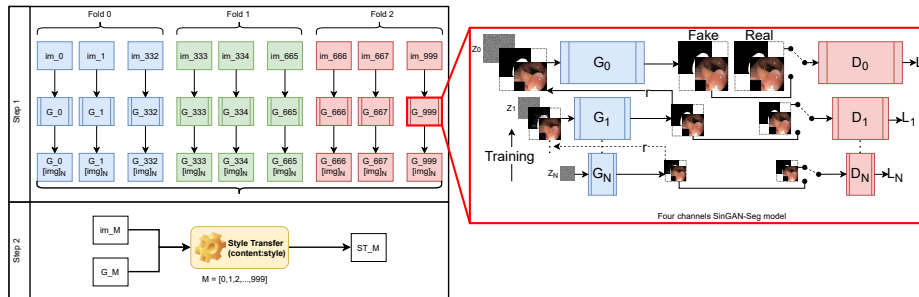 Fold 0 Fold 1 Fold 2
Step 1
im_0 im_1 im_332 im_333 im_334 im_665 im_666 im_667 im_999
G_0 G_1 G_332 G_333 G_334 G_665 G_666 G_667 G_999
G_0 G_1 G_332 G_333 G_334 G_665 G_666 G_667 G_999
[img]N [img]N [img]N [img]N [img]N [img]N [img]N [img]N [img]N
Step 2
im_M
G_M
Style Transfer
(content:style)
ST_M
M = [0,1,2,...,999]
Fake Real
Z0 G0 D0 L
r
Z1 G1 D1 L1
Training
r
ZN GN DN LN
Four channels SinGAN-Seg model